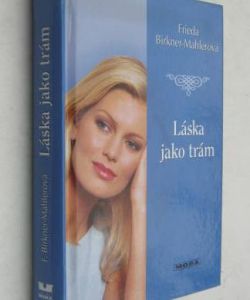 Frieda
Birkner-Mahlerová
Láska
jako trám
MOBA
F. Birkner-Mahlerová Láska jako trám